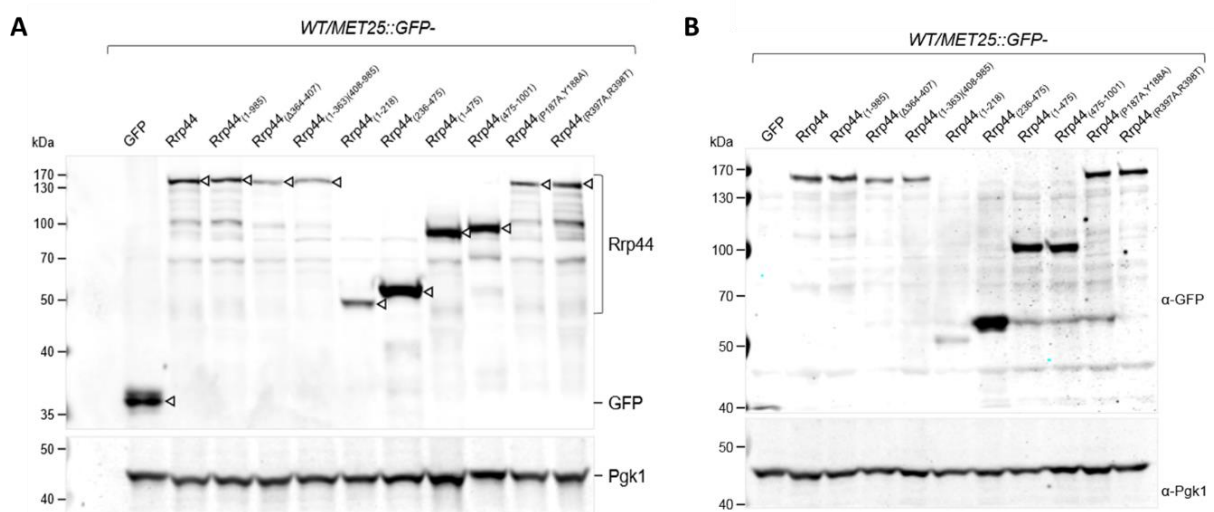 A
WT/MET25::GFP-
GFP
Rrp44
Rrp44(1-985)
Rrp44(Δ364-407)
Rrp44(1-363)(408-985)
Rrp44(1-218)
Rrp44(236-475)
Rrp44(1-475)
Rrp44(475-1001)
Rrp44(P187A,Y188A)
Rrp44(R397A,R398T)
kDa
170
130
100
70
50
40
35
Rrp44
GFP
50
40
Pgk1
B
WT/MET25::GFP-
GFP
Rrp44
Rrp44(1-985)
Rrp44(Δ364-407)
Rrp44(1-363)(408-985)
Rrp44(1-218)
Rrp44(236-475)
Rrp44(1-475)
Rrp44(475-1001)
Rrp44(P187A,Y188A)
Rrp44(R397A,R398T)
kDa
170
130
100
70
50
40
α-GFP
50
40
α-Pgk1